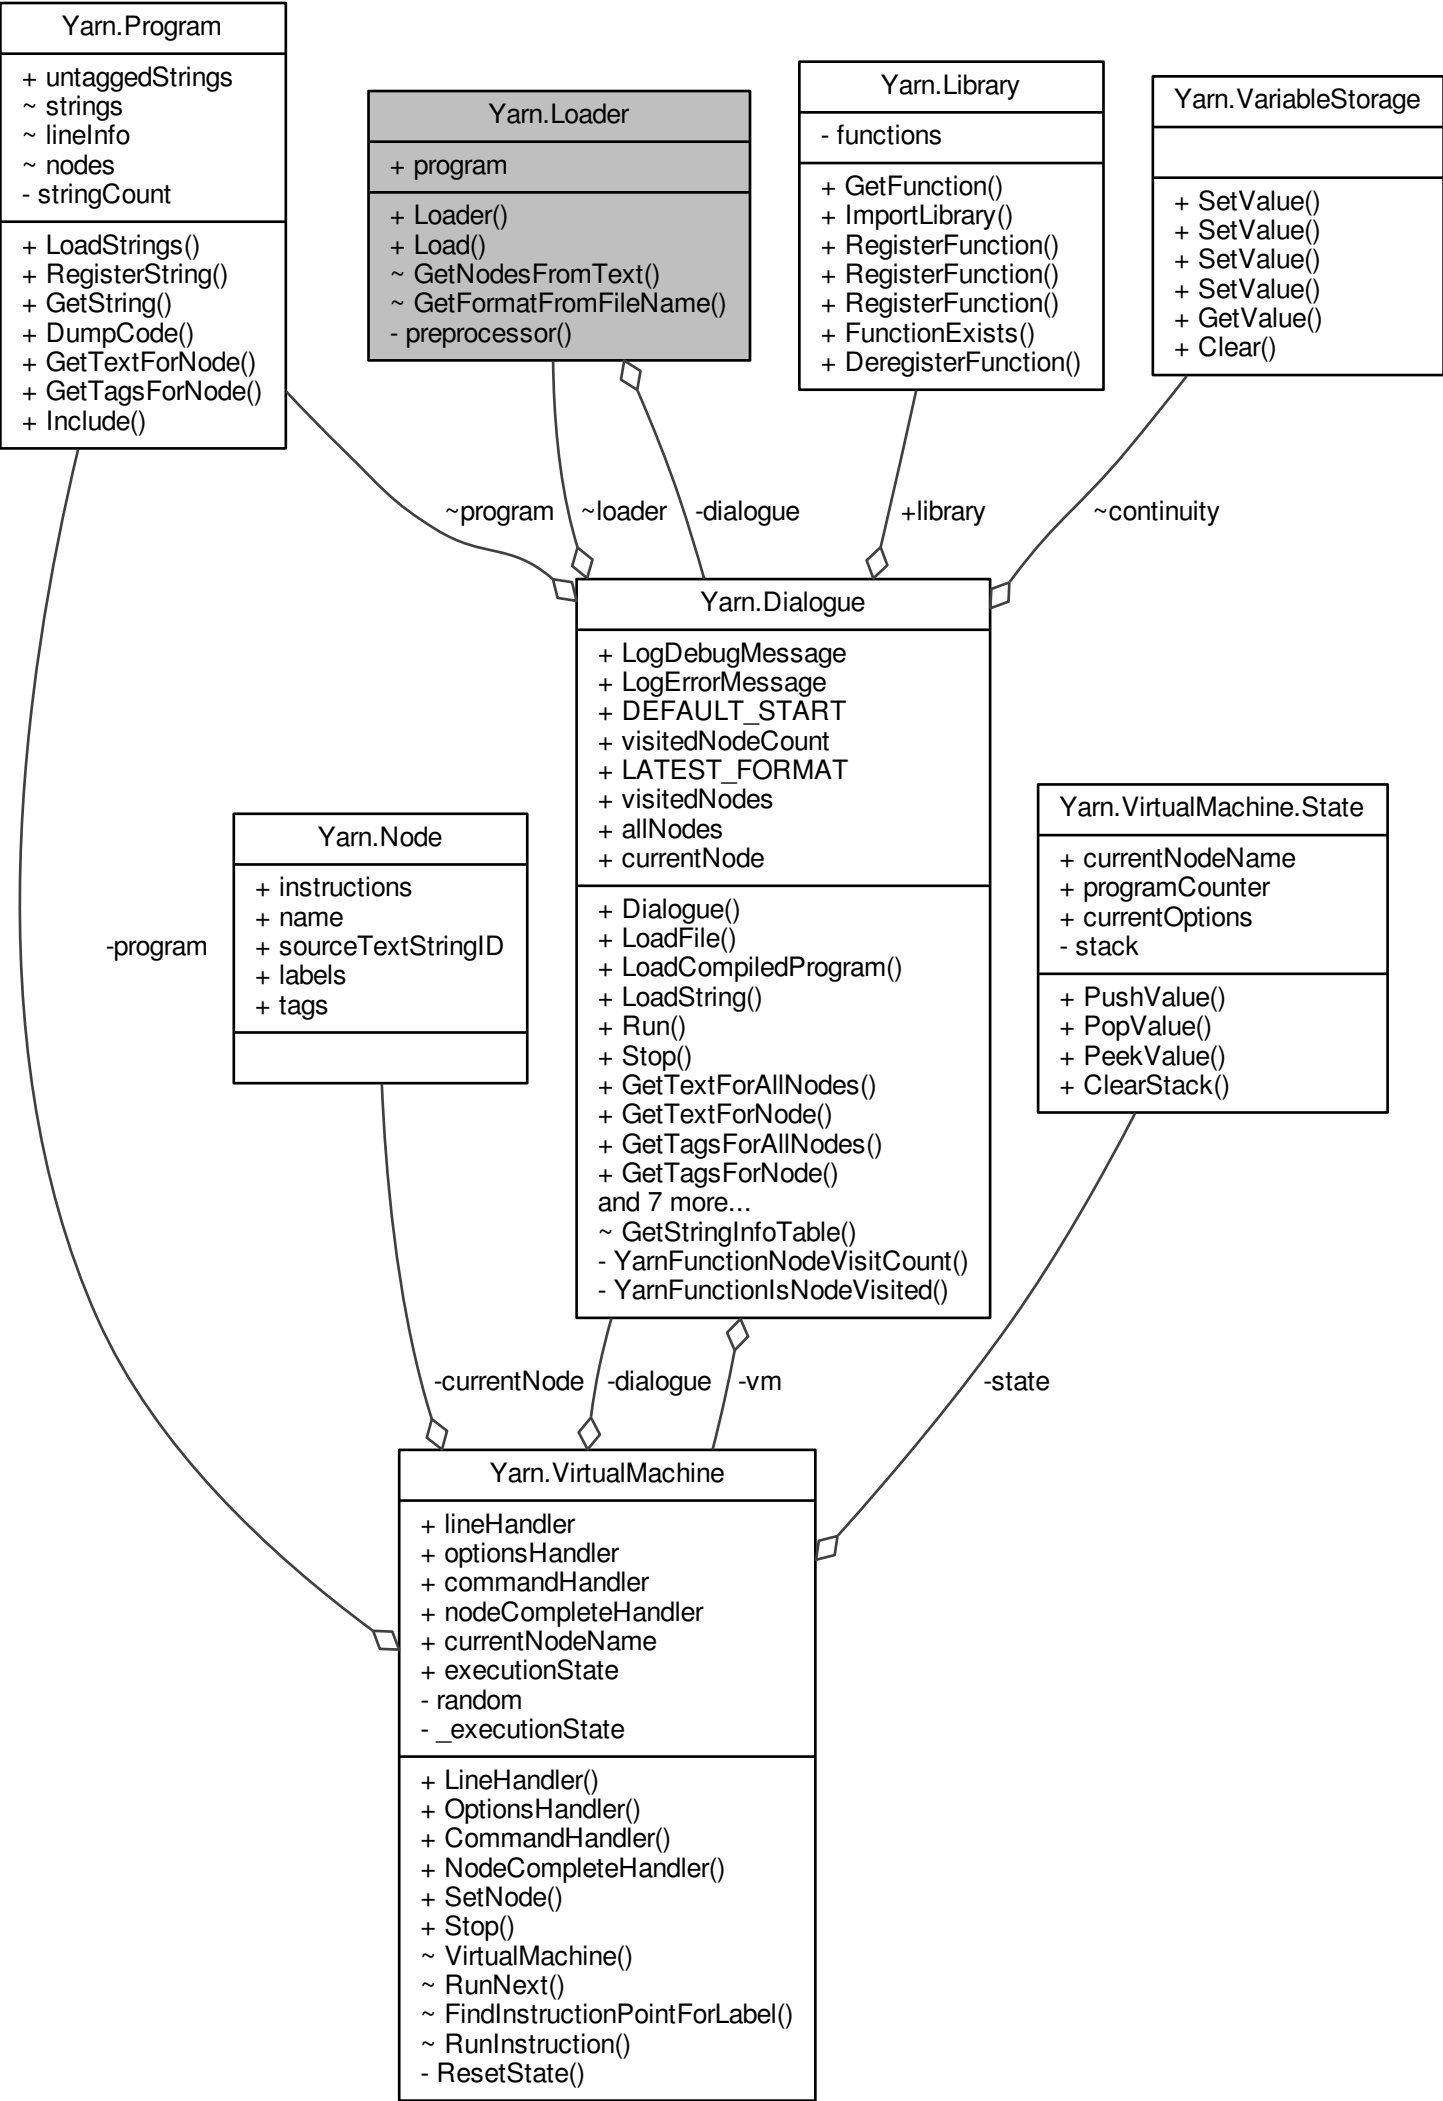 Yarn.Program
+ untaggedStrings
~ strings
~ lineInfo
~ nodes
- stringCount
+ LoadStrings()
+ RegisterString()
+ GetString()
+ DumpCode()
+ GetTextForNode()
+ GetTagsForNode()
+ Include()
Yarn.Loader
+ program
+ Loader()
+ Load()
~ GetNodesFromText()
~ GetFormatFromFileName()
- preprocessor()
Yarn.Library
- functions
+ GetFunction()
+ ImportLibrary()
+ RegisterFunction()
+ RegisterFunction()
+ RegisterFunction()
+ FunctionExists()
+ DeregisterFunction()
Yarn.VariableStorage
+ SetValue()
+ SetValue()
+ SetValue()
+ SetValue()
+ GetValue()
+ Clear()
~program
~loader
-dialogue
+library
~continuity
Yarn.Dialogue
+ LogDebugMessage
+ LogErrorMessage
+ DEFAULT_START
+ visitedNodeCount
+ LATEST_FORMAT
+ visitedNodes
+ allNodes
+ currentNode
+ Dialogue()
+ LoadFile()
+ LoadCompiledProgram()
+ LoadString()
+ Run()
+ Stop()
+ GetTextForAllNodes()
+ GetTextForNode()
+ GetTagsForAllNodes()
+ GetTagsForNode()
and 7 more...
~ GetStringInfoTable()
- YarnFunctionNodeVisitCount()
- YarnFunctionIsNodeVisited()
-program
Yarn.Node
+ instructions
+ name
+ sourceTextStringID
+ labels
+ tags
Yarn.VirtualMachine.State
+ currentNodeName
+ programCounter
+ currentOptions
- stack
+ PushValue()
+ PopValue()
+ PeekValue()
+ ClearStack()
-currentNode
-dialogue
-vm
-state
Yarn.VirtualMachine
+ lineHandler
+ optionsHandler
+ commandHandler
+ nodeCompleteHandler
+ currentNodeName
+ executionState
- random
- _executionState
+ LineHandler()
+ OptionsHandler()
+ CommandHandler()
+ NodeCompleteHandler()
+ SetNode()
+ Stop()
~ VirtualMachine()
~ RunNext()
~ FindInstructionPointForLabel()
~ RunInstruction()
- ResetState()